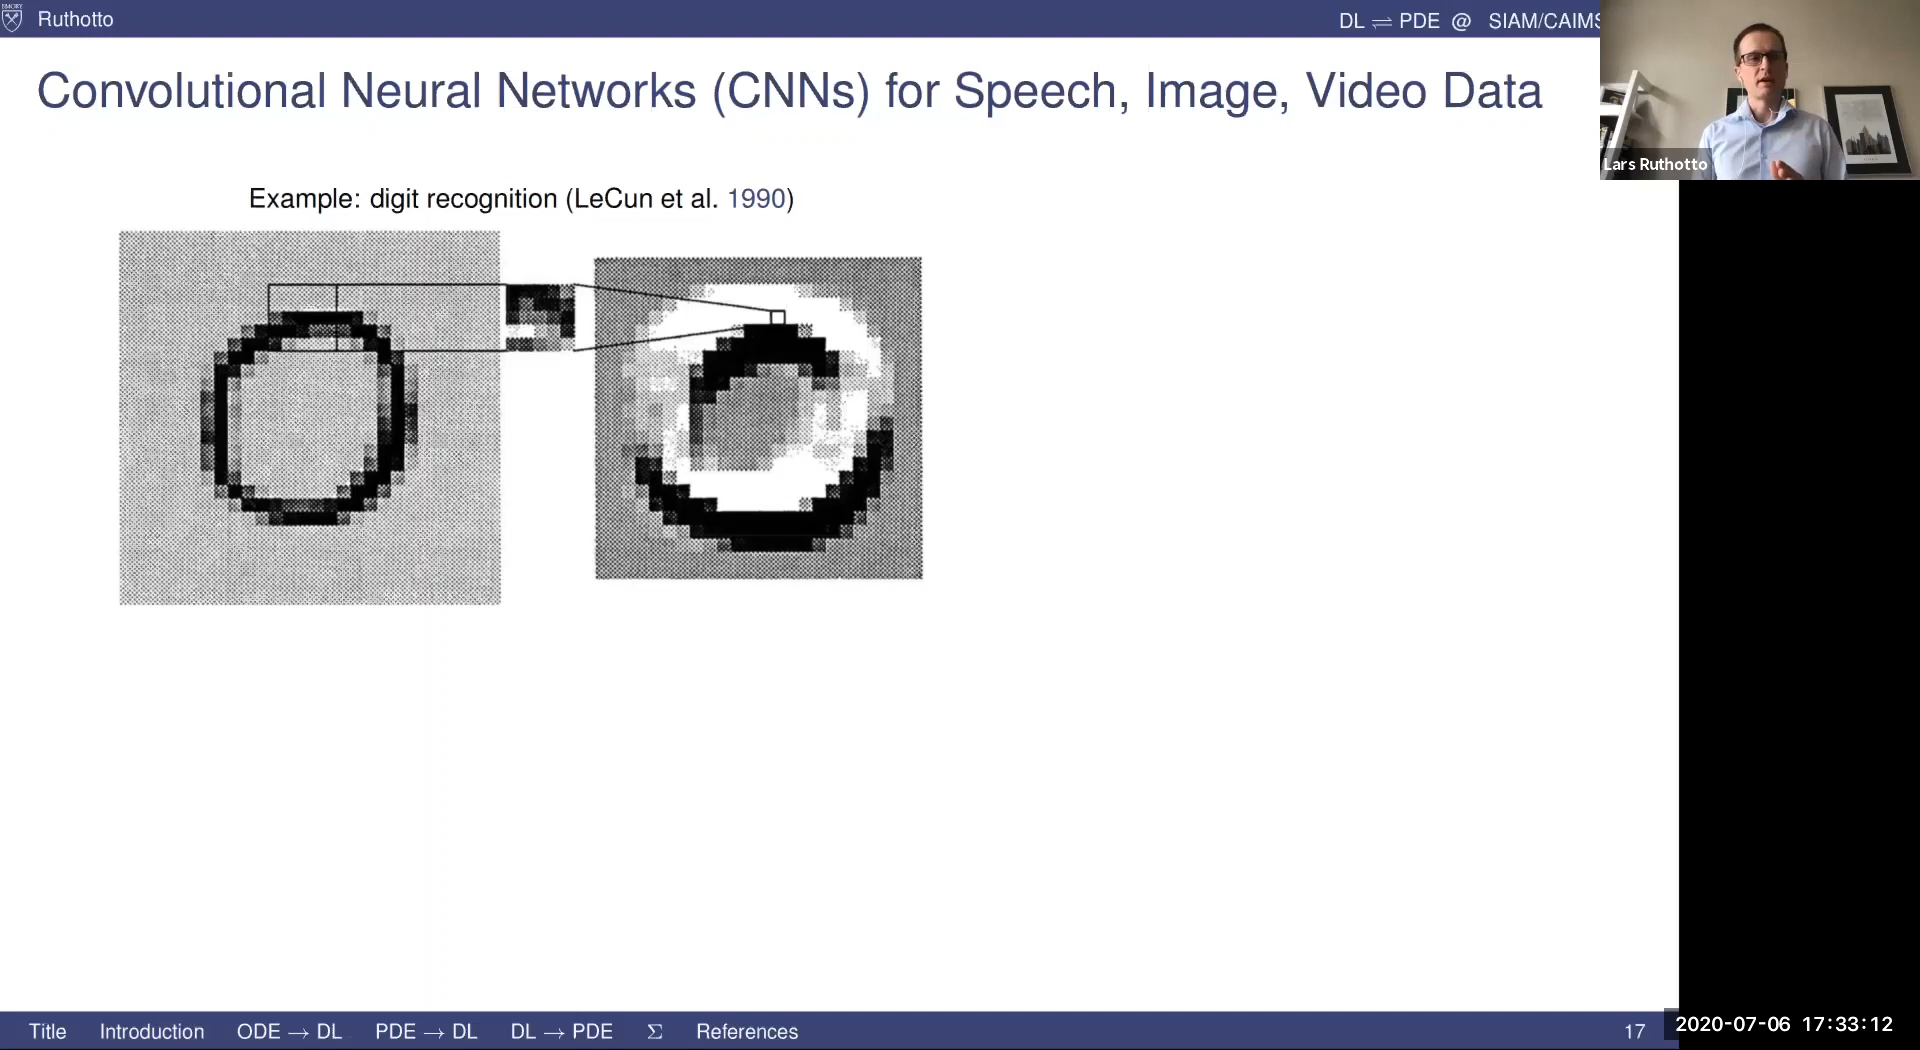 EMORY
Ruthotto
DL ⇌ PDE @ SIAM/CAIMS
Convolutional Neural Networks (CNNs) for Speech, Image, Video Data
Lars Ruthotto
Example: digit recognition (LeCun et al. 1990)
Title Introduction ODE → DL PDE → DL DL → PDE Σ References
17
2020-07-06 17:33:12